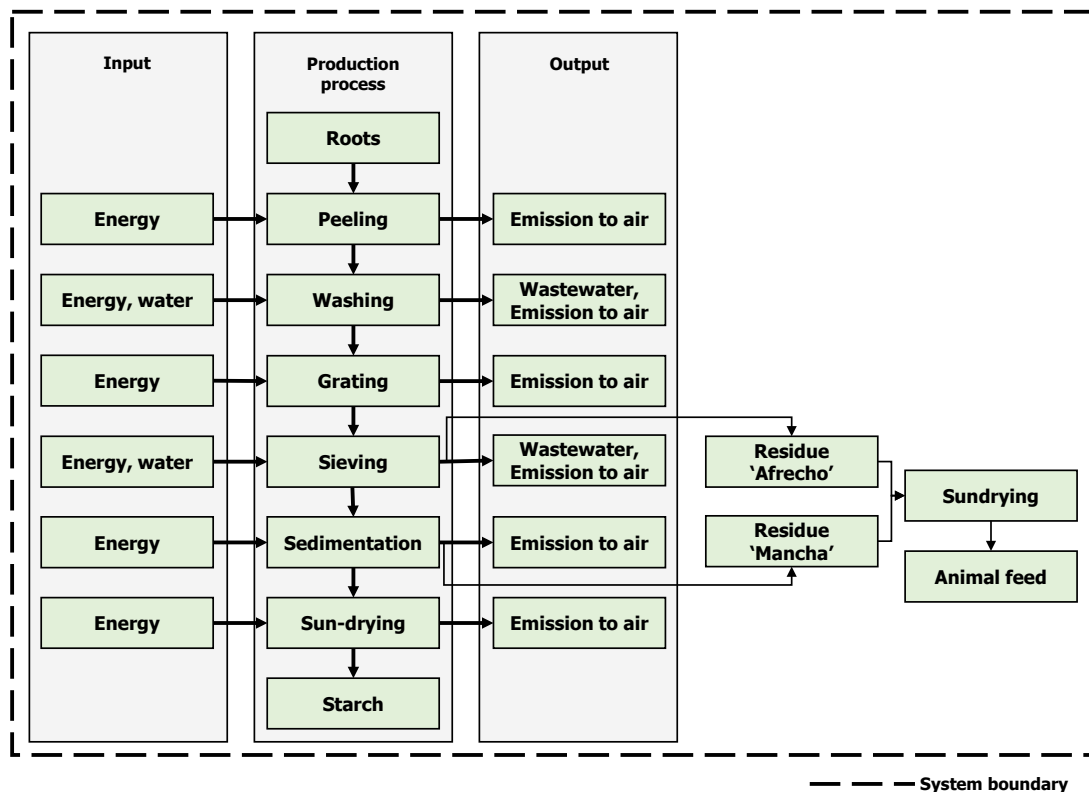 Input
Production
process
Output
Roots
Energy
Peeling
Emission to air
Energy, water
Washing
Wastewater,
Emission to air
Energy
Grating
Emission to air
Energy, water
Sieving
Wastewater,
Emission to air
Residue
‘Afrecho’
Sundrying
Energy
Sedimentation
Emission to air
Residue
‘Mancha’
Animal feed
Energy
Sun-drying
Emission to air
Starch
System boundary